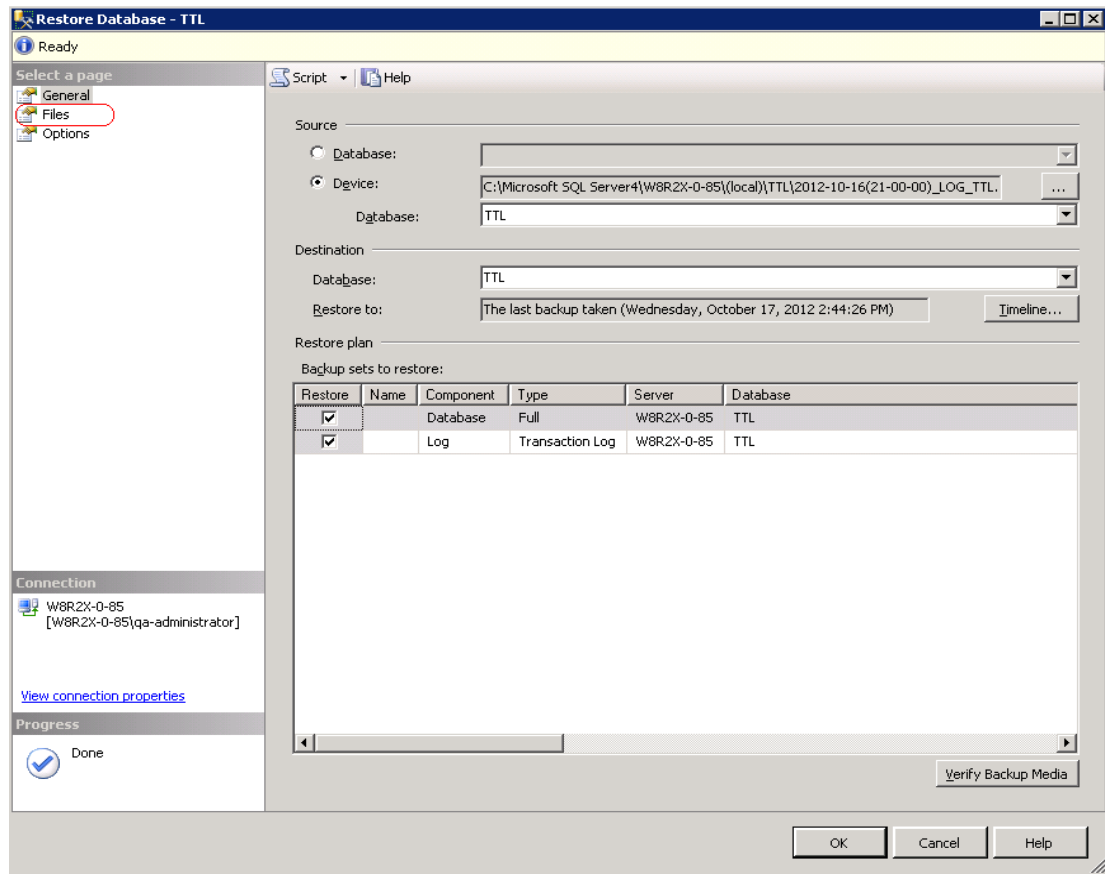 Restore Database - TTL
Ready
Select a page
General
Files
Options
Script
Help
Source
Database:
Device:
C:\Microsoft SQL Server4\W8R2X-0-85\(local)\TTL\2012-10-16(21-00-00)_LOG_TTL.
...
Database:
TTL
Destination
Database:
TTL
Restore to:
The last backup taken (Wednesday, October 17, 2012 2:44:26 PM)
Timeline...
Restore plan
Backup sets to restore:
Restore Name Component Type Server Database
Database Full W8R2X-0-85 TTL
Log Transaction Log W8R2X-0-85 TTL
Connection
W8R2X-0-85
[W8R2X-0-85\qa-administrator]
View connection properties
Progress
Done
Verify Backup Media
OK Cancel Help